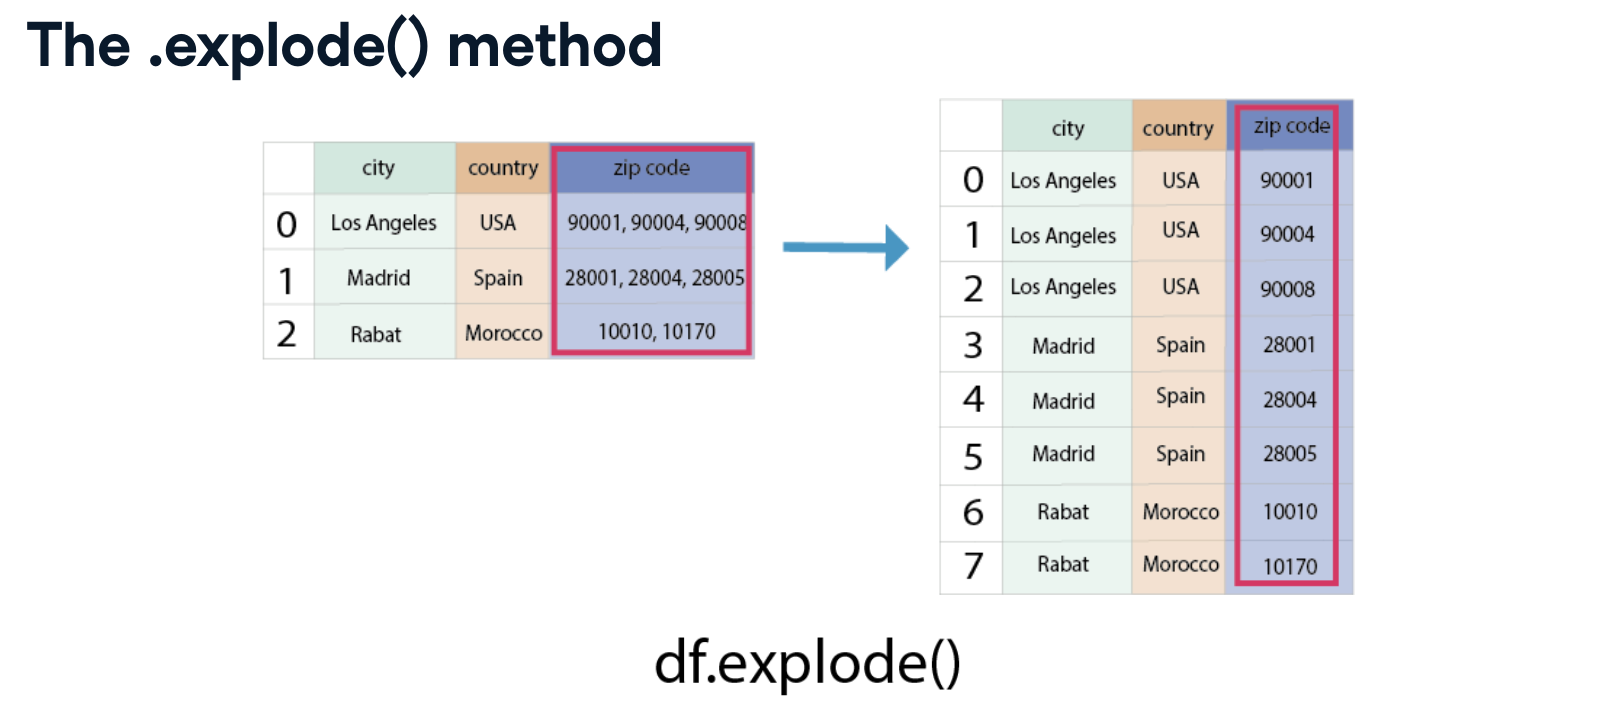 The .explode() method
city country zip code
0 Los Angeles USA 90001, 90004, 90008
1 Madrid Spain 28001, 28004, 28005
2 Rabat Morocco 10010, 10170
city country zip code
0 Los Angeles USA 90001
1 Los Angeles USA 90004
2 Los Angeles USA 90008
3 Madrid Spain 28001
4 Madrid Spain 28004
5 Madrid Spain 28005
6 Rabat Morocco 10010
7 Rabat Morocco 10170
df.explode()